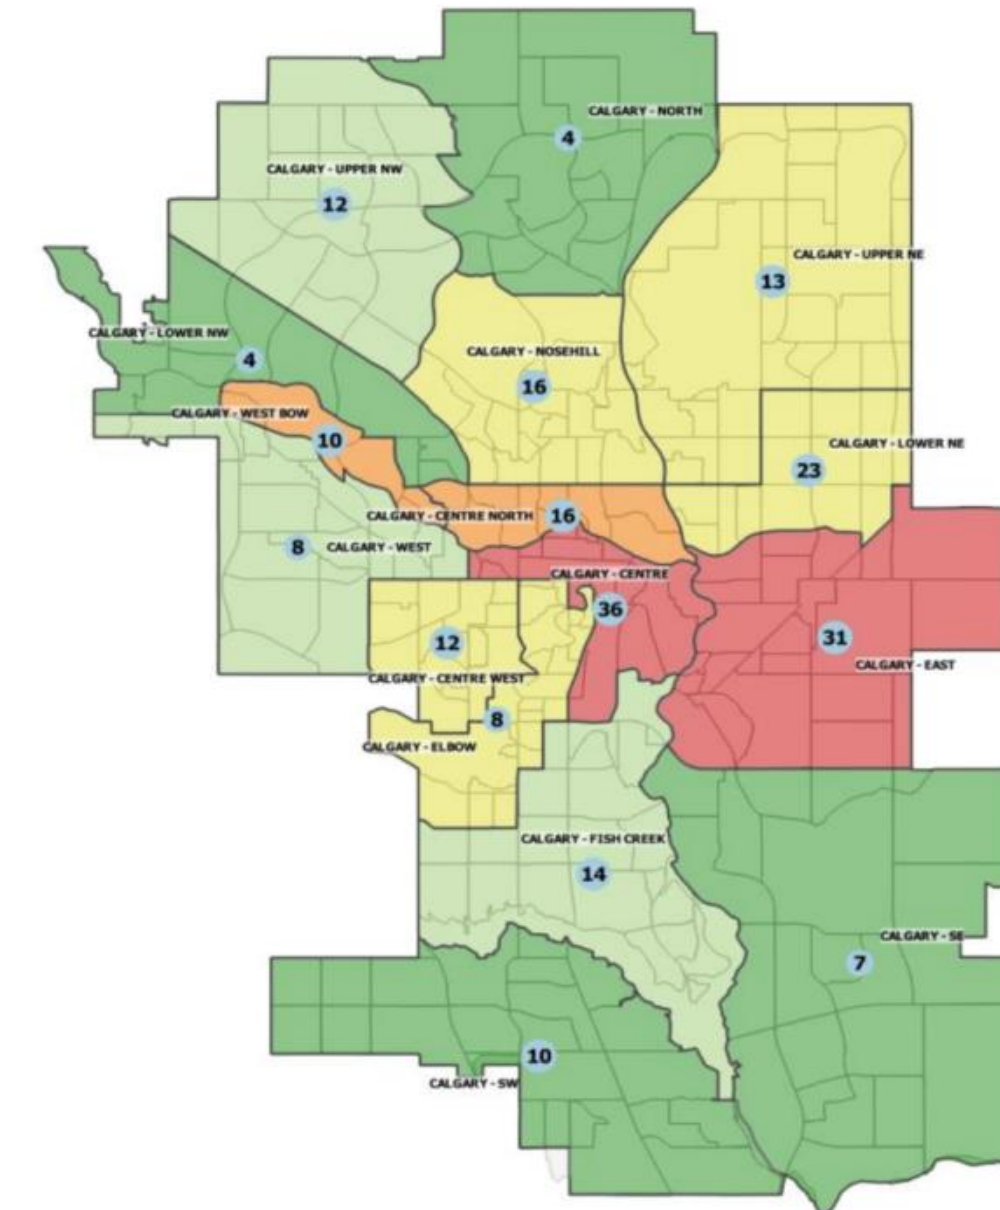 CALGARY - NORTH
4
CALGARY - UPPER NW
12
CALGARY - UPPER NE
13
CALGARY - LOWER NW
4
CALGARY - NOSEHILL
16
CALGARY - WEST BOW
10
CALGARY - LOWER NE
23
CALGARY - CENTRE NORTH
16
8
CALGARY - WEST
CALGARY - CENTRE
36
31
CALGARY - EAST
12
CALGARY - CENTRE WEST
8
CALGARY - ELBOW
CALGARY - FISH CREEK
14
CALGARY - SE
7
10
CALGARY - SW